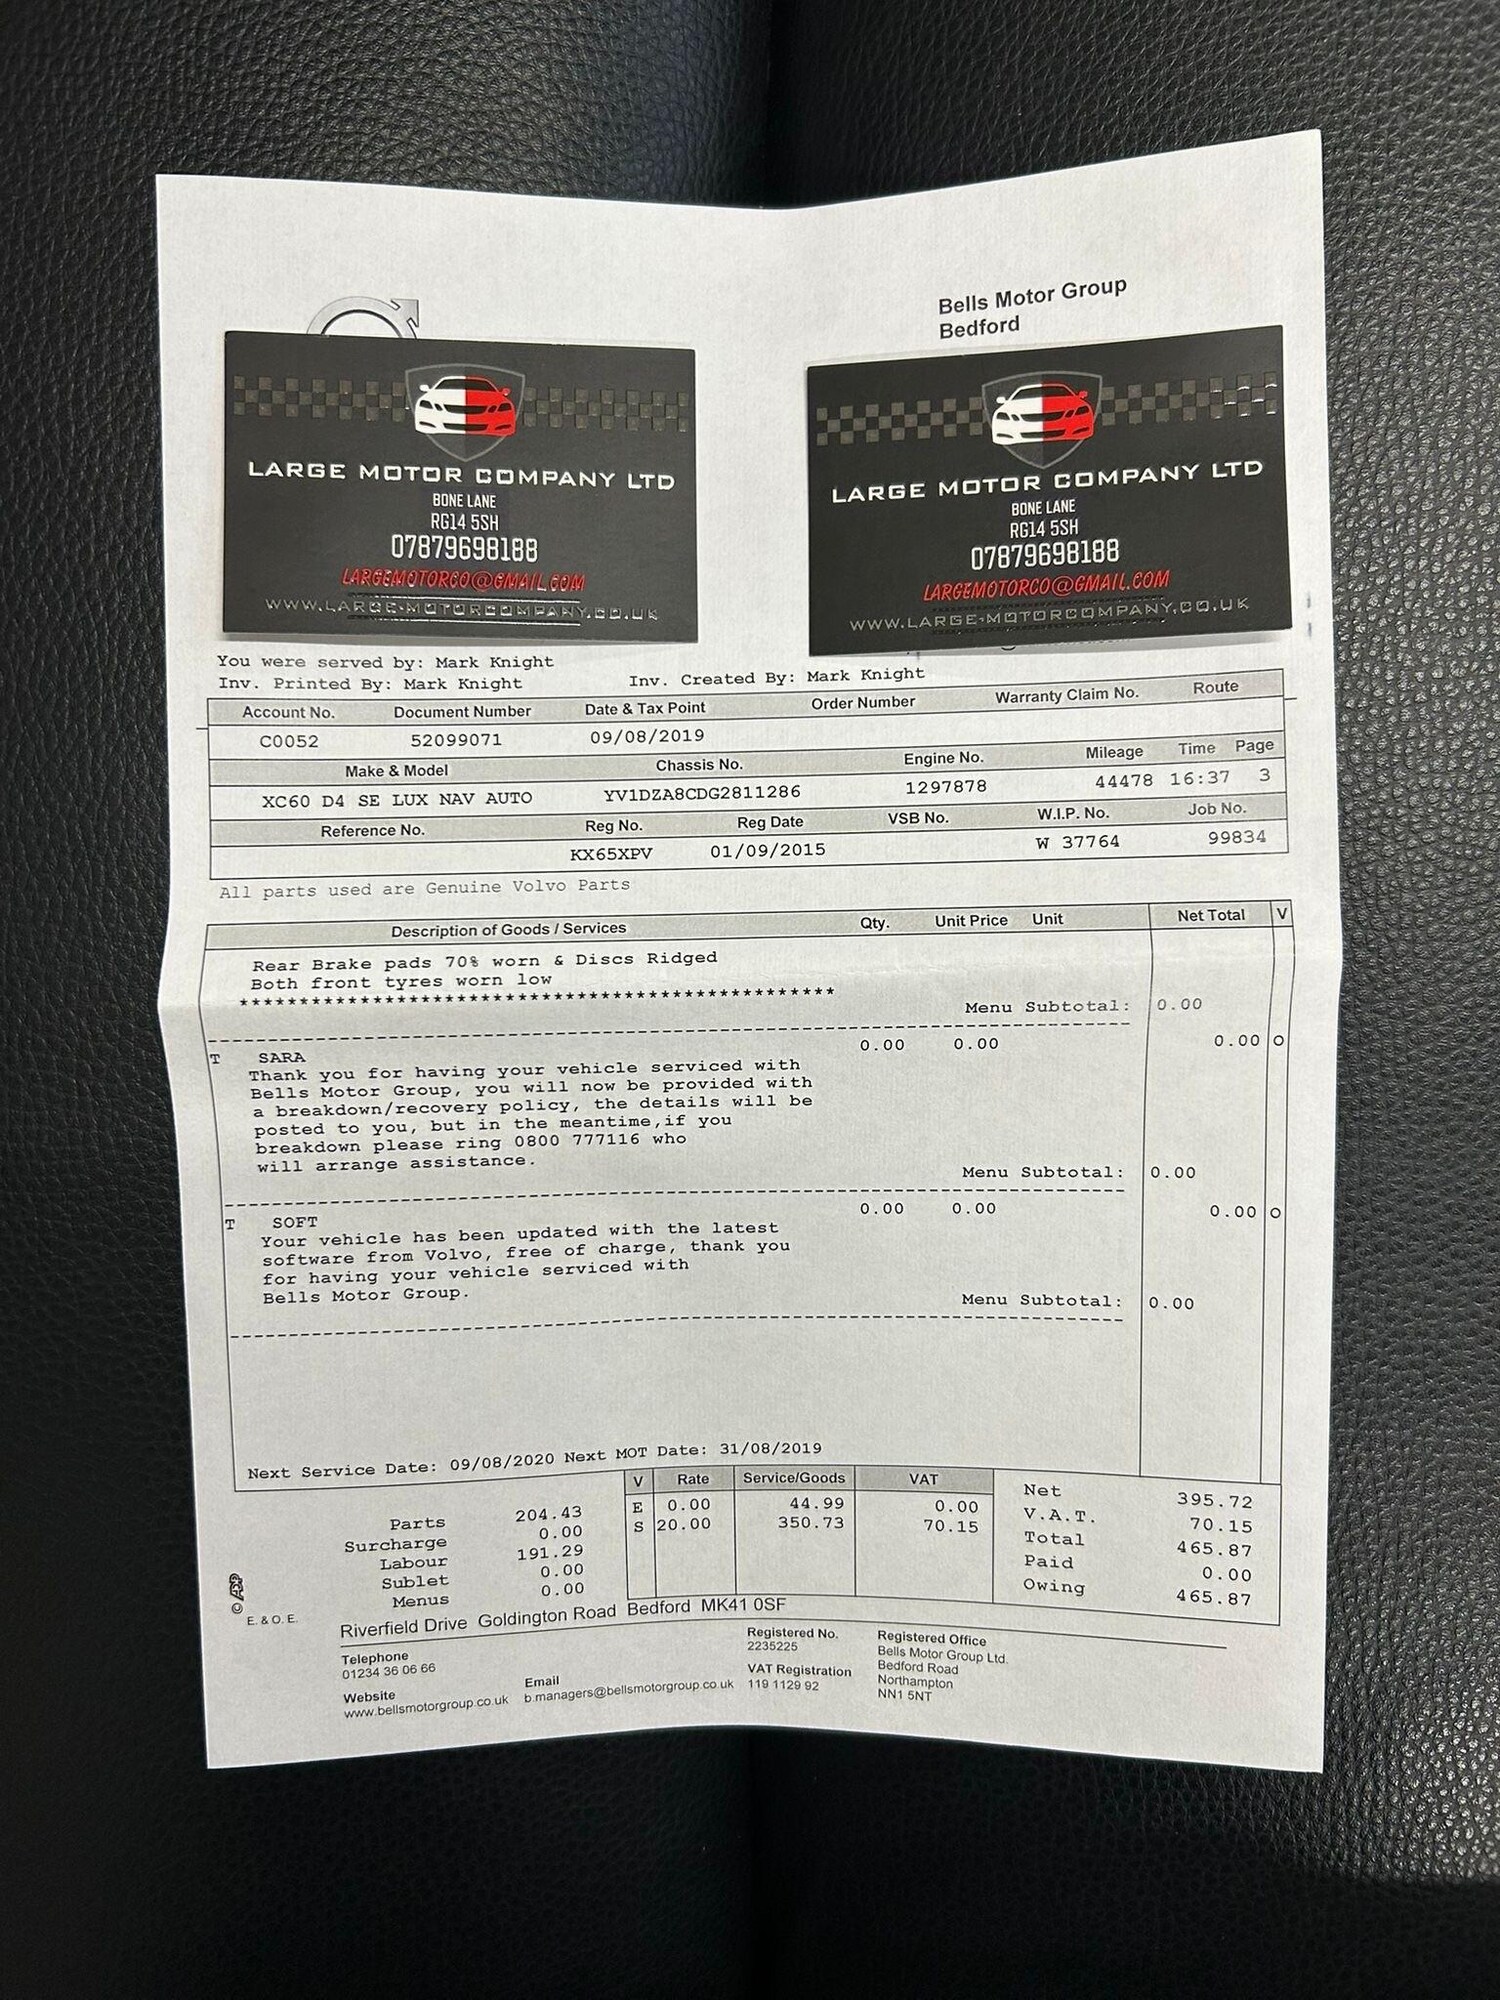 Bells Motor Group
Bedford
LARGE MOTOR COMPANY LTD
BONE LANE
RG14 5SH
07879698188
LARGEMOTORCO@GMAIL.COM
WWW.LARGE-MOTORCOMPANY.CO.UK
LARGE MOTOR COMPANY LTD
BONE LANE
RG14 5SH
07879698188
LARGEMOTORCO@GMAIL.COM
WWW.LARGE-MOTORCOMPANY.CO.UK
You were served by: Mark Knight
Inv. Printed By: Mark Knight Inv. Created By: Mark Knight
Account No. Document Number Date & Tax Point Order Number Warranty Claim No. Route
C0052 52099071 09/08/2019
Make & Model Chassis No. Engine No. Mileage Time Page
XC60 D4 SE LUX NAV AUTO YV1DZA8CDG2811286 1297878 44478 16:37 3
Reference No. Reg No. Reg Date VSB No. W.I.P. No. Job No.
KX65XPV 01/09/2015 W 37764 99834
All parts used are Genuine Volvo Parts
Description of Goods / Services Qty. Unit Price Unit Net Total V
Rear Brake pads 70% worn & Discs Ridged
Both front tyres worn low
**************************************************
Menu Subtotal: 0.00
T SARA 0.00 0.00 0.00 O
Thank you for having your vehicle serviced with
Bells Motor Group, you will now be provided with
a breakdown/recovery policy, the details will be
posted to you, but in the meantime,if you
breakdown please ring 0800 777116 who
will arrange assistance.
Menu Subtotal: 0.00
T SOFT 0.00 0.00 0.00 O
Your vehicle has been updated with the latest
software from Volvo, free of charge, thank you
for having your vehicle serviced with
Bells Motor Group.
Menu Subtotal: 0.00
Next Service Date: 09/08/2020 Next MOT Date: 31/08/2019
V Rate Service/Goods VAT
E 0.00 44.99 0.00
S 20.00 350.73 70.15
Parts 204.43
Surcharge 0.00
Labour 191.29
Sublet 0.00
Menus 0.00
Net 395.72
V.A.T. 70.15
Total 465.87
Paid 0.00
Owing 465.87
© ADP
E. & O. E.
Riverfield Drive Goldington Road Bedford MK41 0SF
Telephone
01234 36 06 66
Website
www.bellsmotorgroup.co.uk
Email
b.managers@bellsmotorgroup.co.uk
Registered No.
2235225
VAT Registration
119 1129 92
Registered Office
Bells Motor Group Ltd.
Bedford Road
Northampton
NN1 5NT